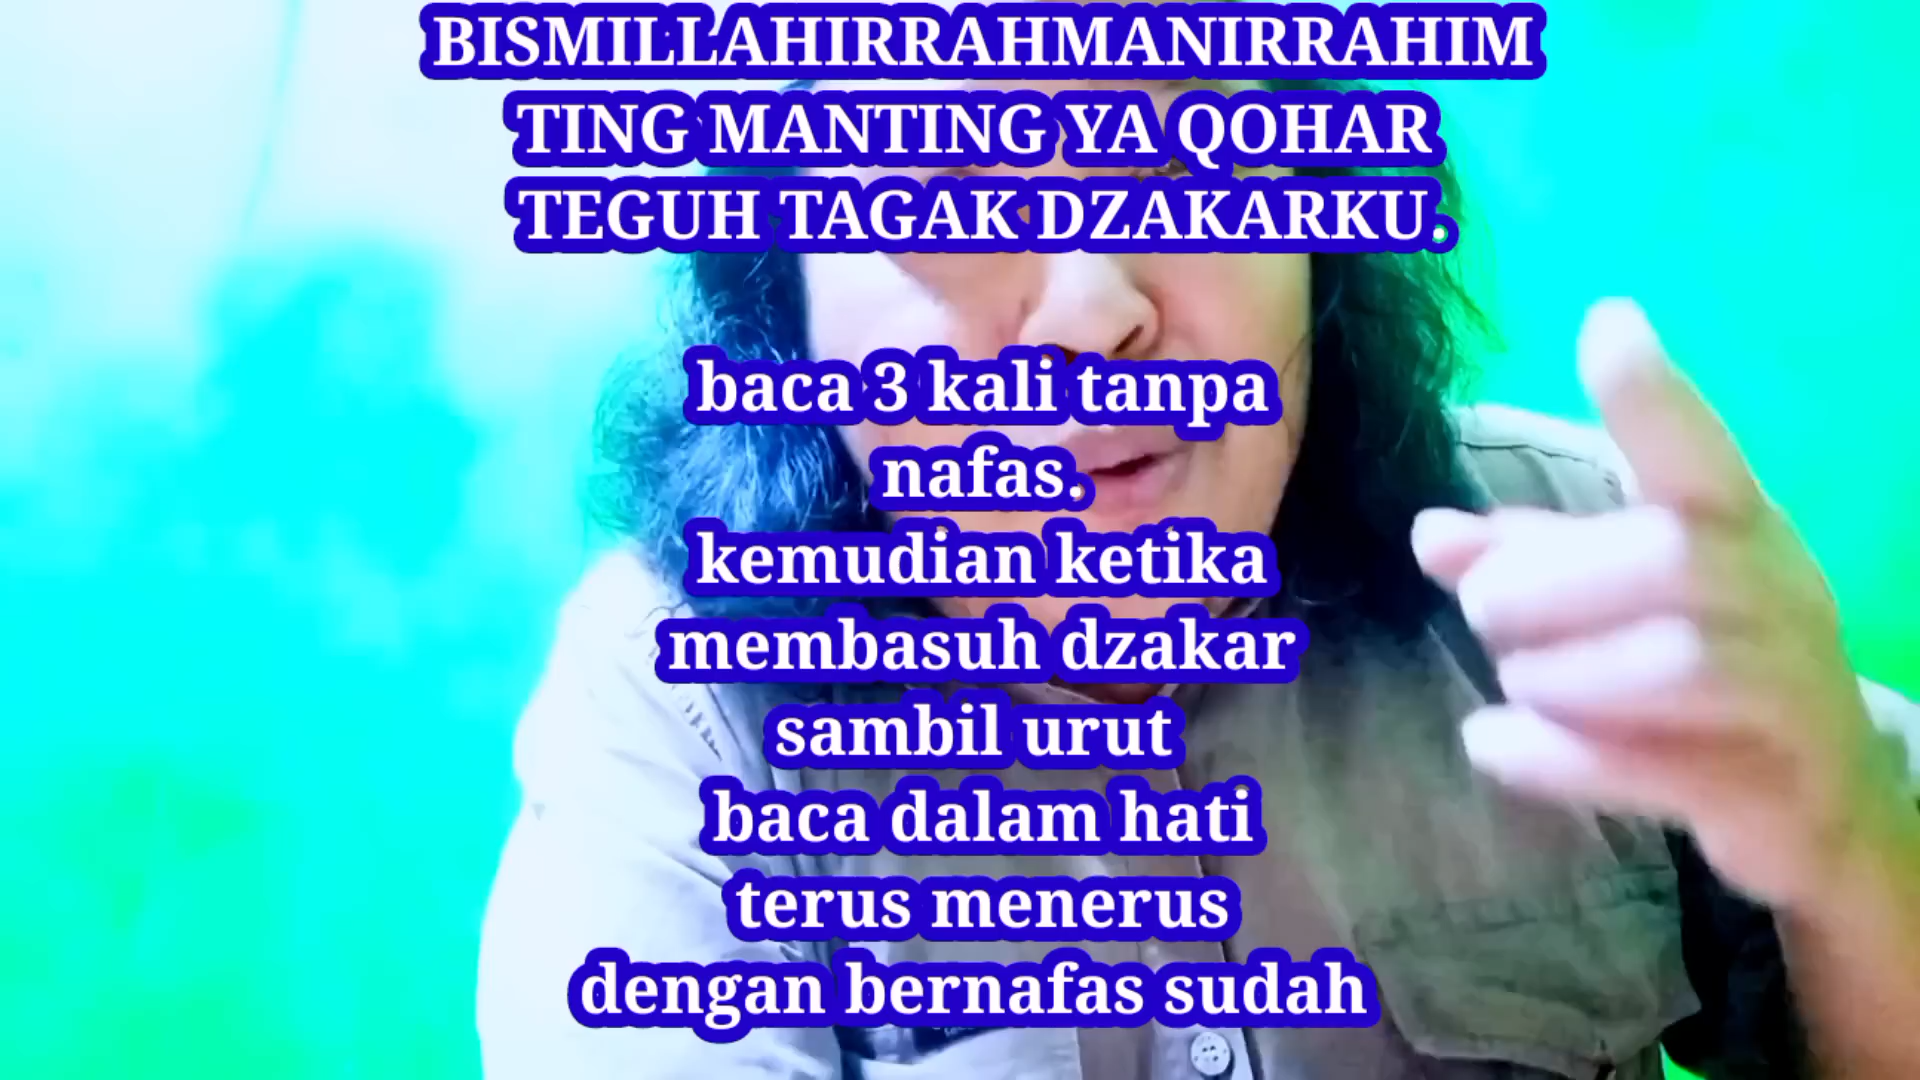 BISMILLAHIRRAHMANIRRAHIM
TING MANTING YA QOHAR
TEGUH TAGAK DZAKARKU.
baca 3 kali tanpa
nafas.
kemudian ketika
membasuh dzakar
sambil urut
baca dalam hati
terus menerus
dengan bernafas sudah